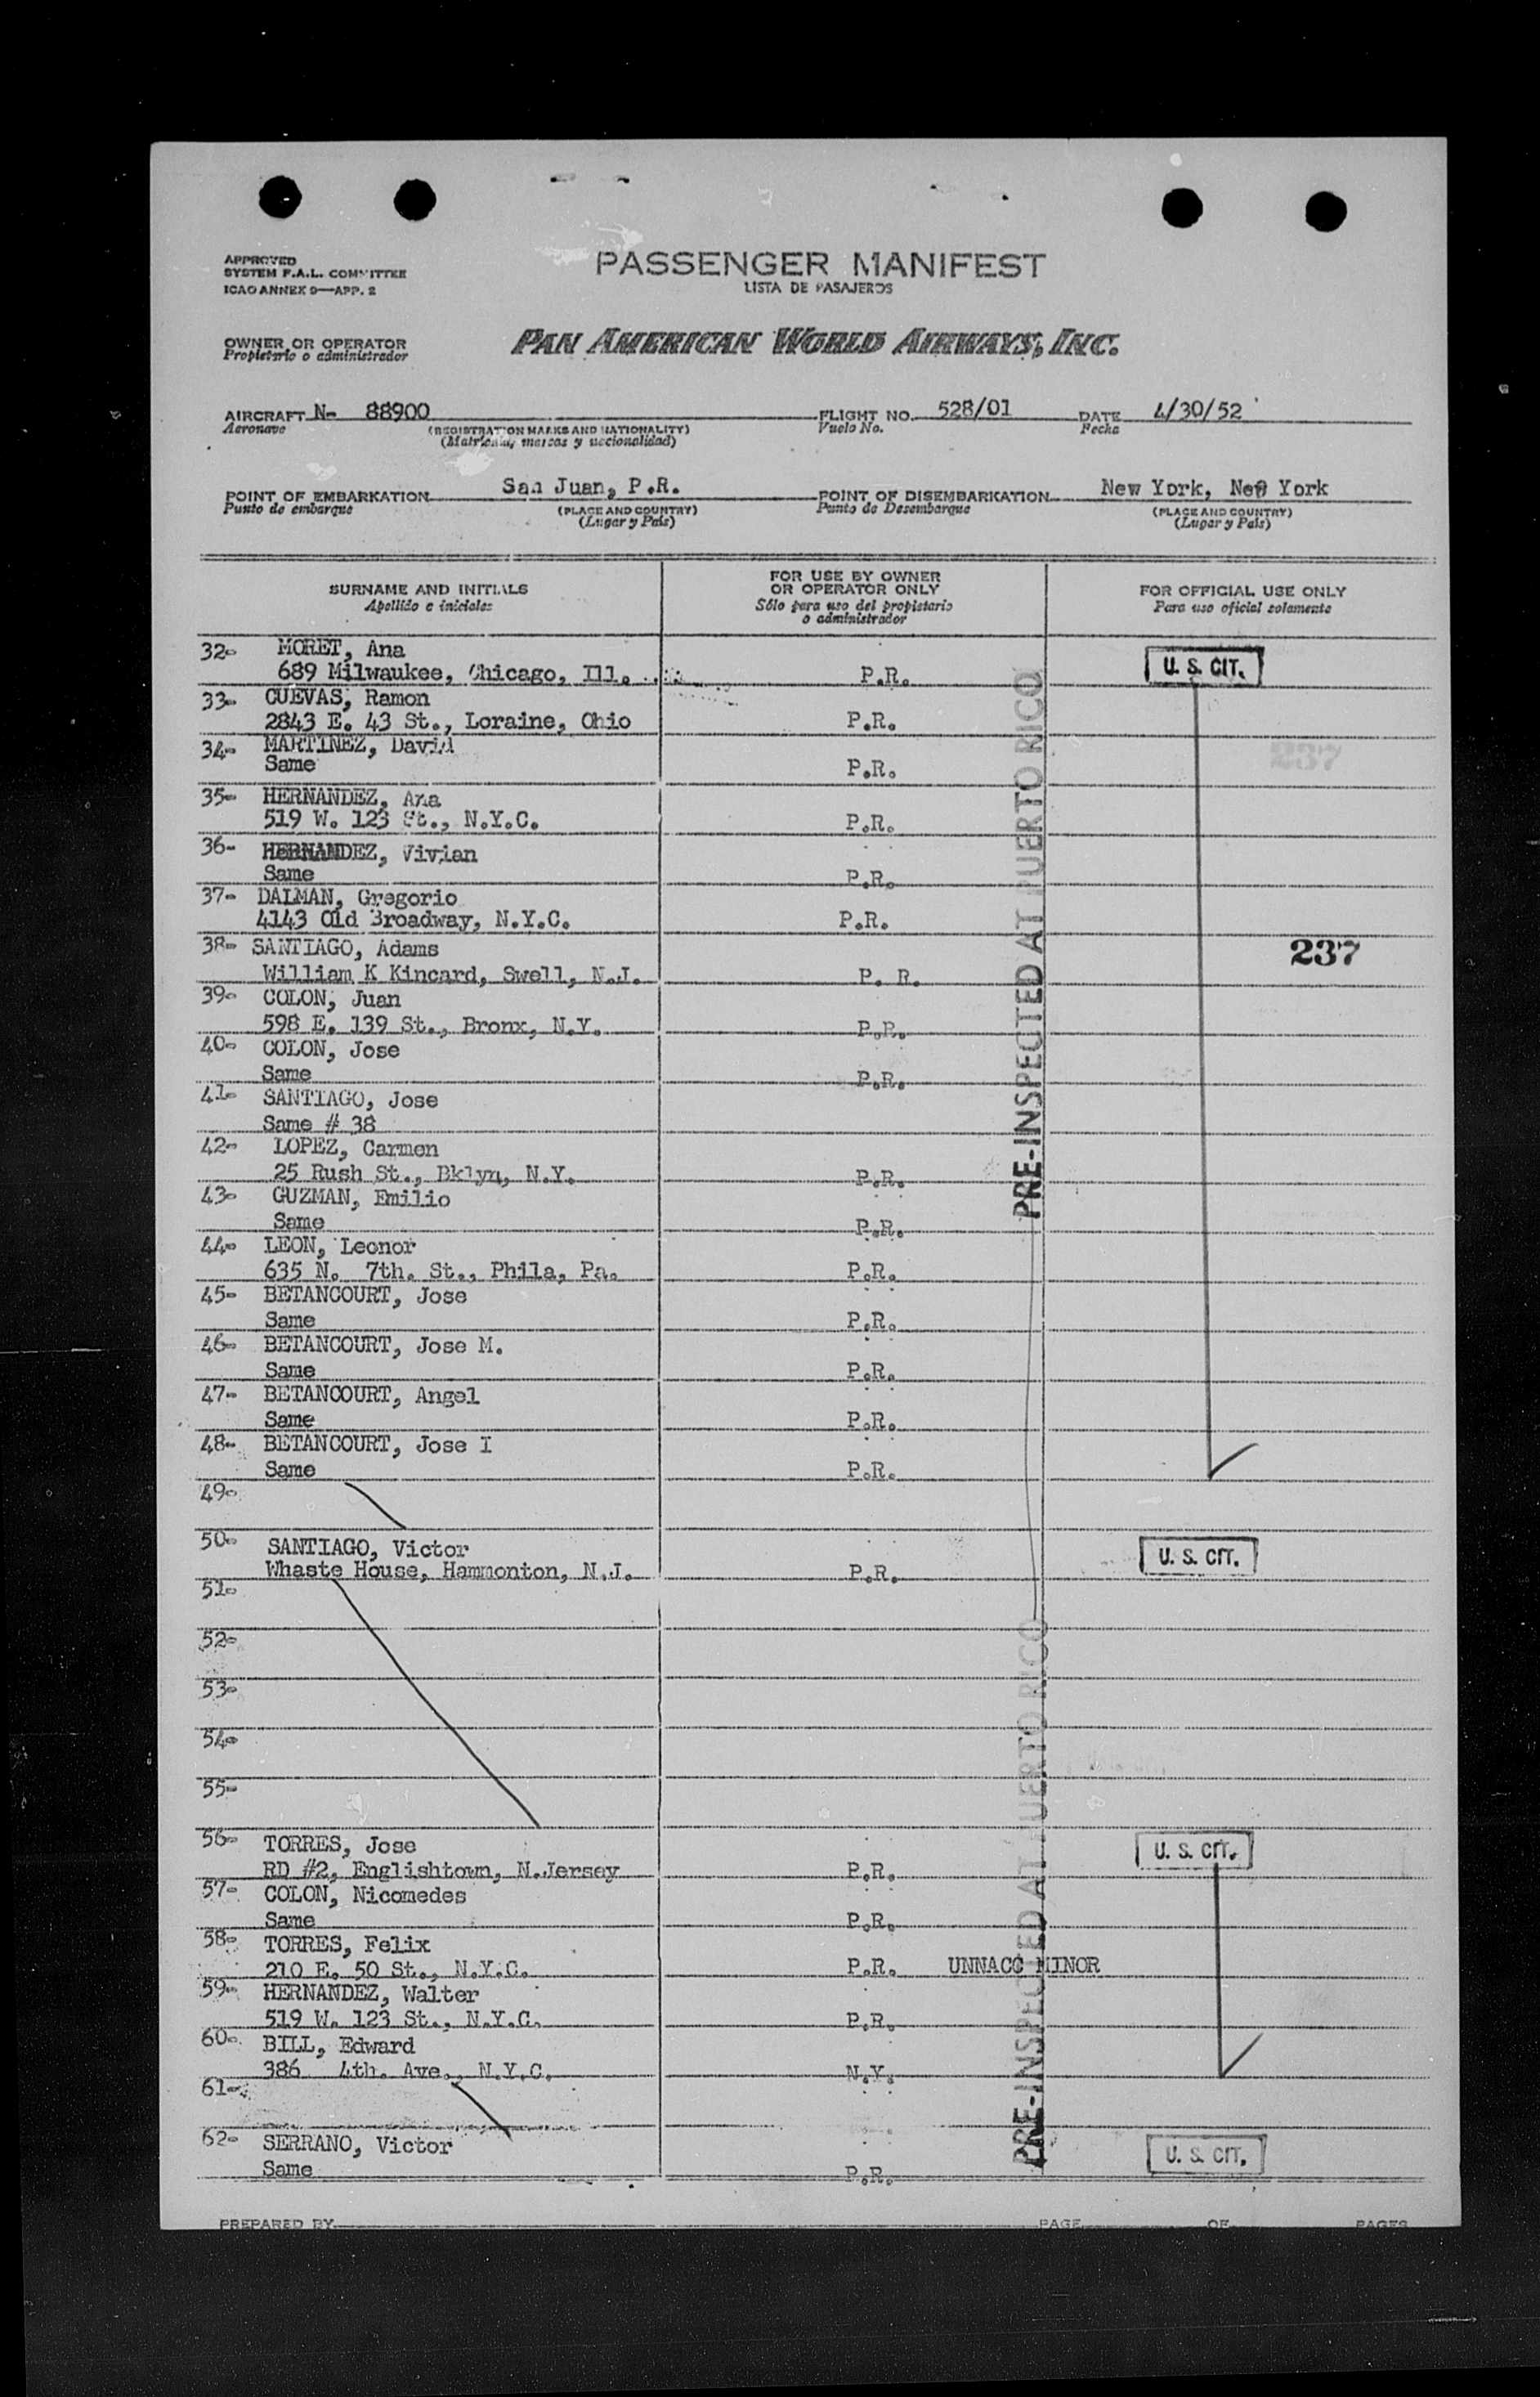 APPROVED
SYSTEM F.A.L. COMMITTEE
ICAO ANNEX 9—APP. 2
PASSENGER MANIFEST
LISTA DE PASAJEROS
OWNER OR OPERATOR
Propietario o administrador
PAN AMERICAN WORLD AIRWAYS, INC.
AIRCRAFT N- 88900 FLIGHT NO. 528/01 DATE 4/30/52
Aeronave (REGISTRATION MARKS AND NATIONALITY) Vuelo No. Fecha
(Matricula, marcas y nacionalidad)
POINT OF EMBARKATION San Juan, P.R. POINT OF DISEMBARKATION New York, New York
Punto de embarque (PLACE AND COUNTRY) Punto de Desembarque (PLACE AND COUNTRY)
(Lugar y País) (Lugar y País)
SURNAME AND INITIALS
Apellido e iniciales
FOR USE BY OWNER
OR OPERATOR ONLY
Sólo para uso del propietario
o administrador
FOR OFFICIAL USE ONLY
Para uso oficial solamente
32- MORET, Ana
689 Milwaukee, Chicago, Ill. P.R. U. S. CIT.
33- CUEVAS, Ramon
2843 E. 43 St., Loraine, Ohio P.R.
34- MARTINEZ, David 237
Same P.R.
35- HERNANDEZ, Ana
519 W. 123 St., N.Y.C. P.R.
36- HERNANDEZ, Vivian
Same P.R.
37- DALMAN, Gregorio
4143 Old Broadway, N.Y.C. P.R.
38- SANTIAGO, Adams 237
William K Kincard, Swell, N.J. P. R.
39- COLON, Juan
598 E. 139 St., Bronx, N.Y. P.R.
40- COLON, Jose
Same P.R.
41- SANTIAGO, Jose
Same # 38
42- LOPEZ, Carmen
25 Rush St., Bklyn, N.Y. P.R.
43- GUZMAN, Emilio
Same P.R.
PRE-INSPECTED AT PUERTO RICO
44- LEON, Leonor
635 N. 7th. St., Phila, Pa. P.R.
45- BETANCOURT, Jose
Same P.R.
46- BETANCOURT, Jose M.
Same P.R.
47- BETANCOURT, Angel
Same P.R.
48- BETANCOURT, Jose I
Same P.R.
49-
50- SANTIAGO, Victor U. S. CIT.
Whaste House, Hammonton, N.J. P.R.
51-
52-
53-
54-
55-
56- TORRES, Jose U. S. CIT.
RD #2, Englishtown, N.Jersey P.R.
57- COLON, Nicomedes
Same P.R.
58- TORRES, Felix
210 E. 50 St., N.Y.C. P.R. UNNACC MINOR
59- HERNANDEZ, Walter
519 W. 123 St., N.Y.C. P.R.
60- BILL, Edward
386 4th. Ave., N.Y.C. N.Y.
61-
62- SERRANO, Victor U. S. CIT.
Same P.R.
PRE-INSPECTED AT PUERTO RICO
PREPARED BY PAGE OF PAGES